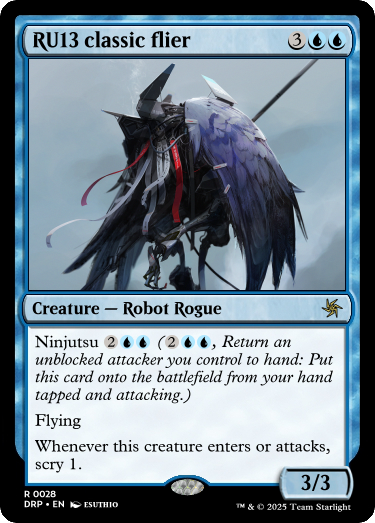 RU13 classic flier 3
Creature — Robot Rogue
Ninjutsu 2 (2, Return an
unblocked attacker you control to hand: Put
this card onto the battlefield from your hand
tapped and attacking.)
Flying
Whenever this creature enters or attacks,
scry 1.
3/3
R 0028
DRP • EN ESUTHIO
™ & © 2025 Team Starlight